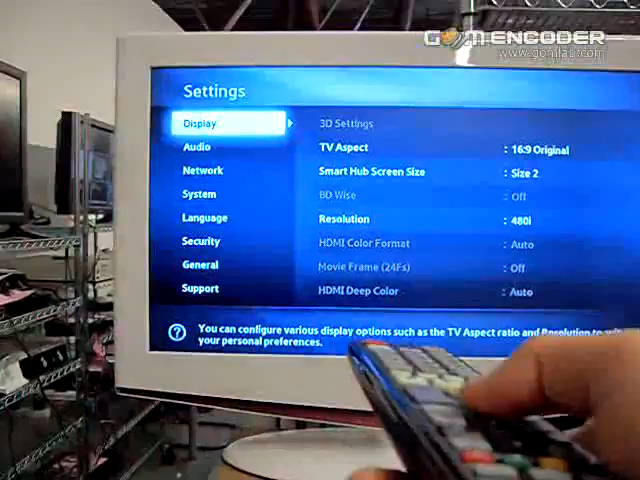 GOM ENCODER
www.gomlab.com
Settings
Display
Audio
Network
System
Language
Security
General
Support
3D Settings
TV Aspect : 16:9 Original
Smart Hub Screen Size : Size 2
BD Wise : Off
Resolution : 480i
HDMI Color Format : Auto
Movie Frame (24Fs) : Off
HDMI Deep Color : Auto
? You can configure various display options such as the TV Aspect ratio and Resolution to
your personal preferences.